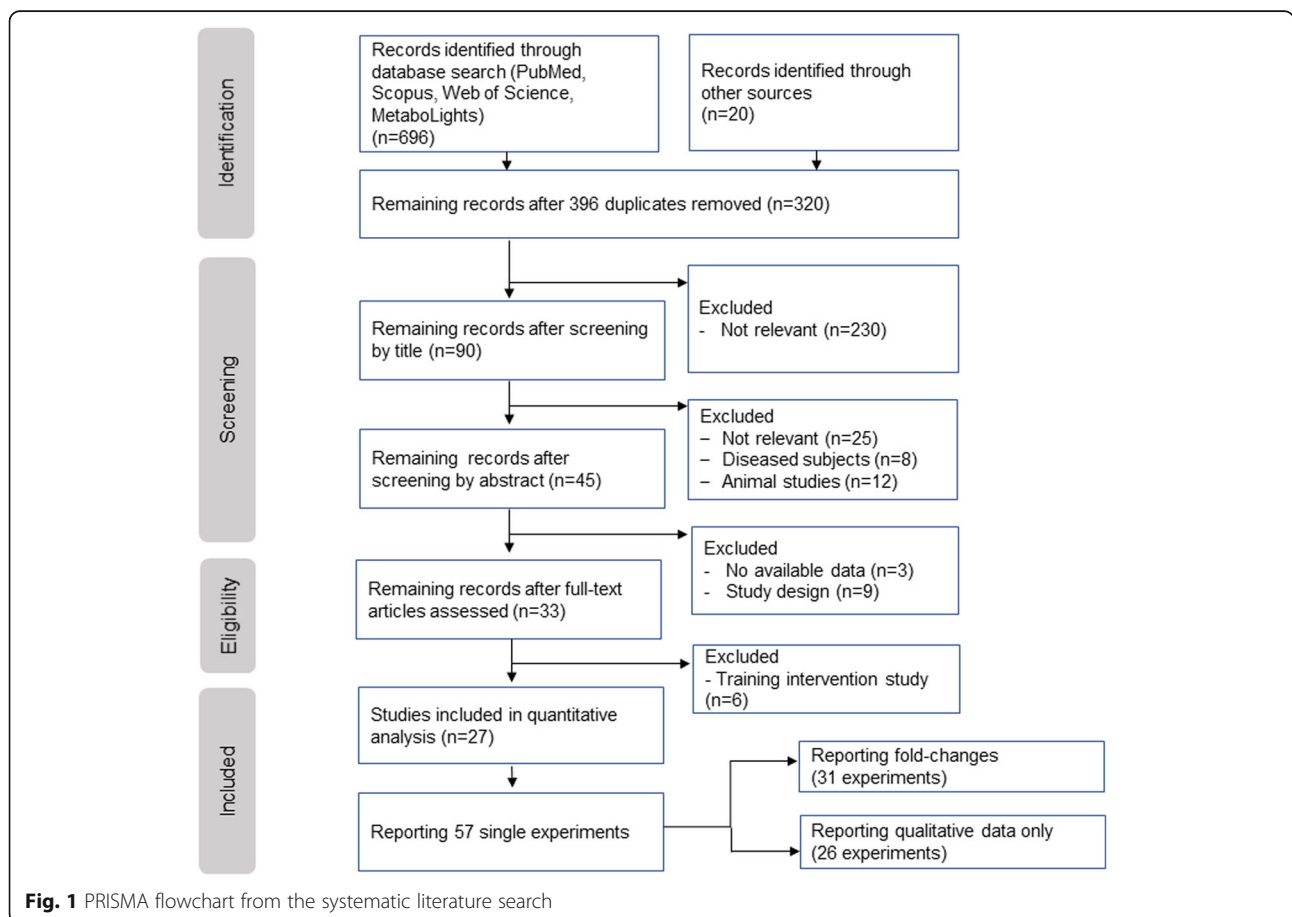 Identification
Records identified through
database search (PubMed,
Scopus, Web of Science,
MetaboLights)
(n=696)
Records identified through
other sources
(n=20)
Remaining records after 396 duplicates removed (n=320)
Screening
Excluded
- Not relevant (n=230)
Remaining records after screening
by title (n=90)
Excluded
– Not relevant (n=25)
– Diseased subjects (n=8)
– Animal studies (n=12)
Remaining records after
screening by abstract (n=45)
Excluded
- No available data (n=3)
- Study design (n=9)
Eligibility
Remaining records after full-text
articles assessed (n=33)
Excluded
- Training intervention study
(n=6)
Included
Studies included in quantitative
analysis (n=27)
Reporting fold-changes
(31 experiments)
Reporting 57 single experiments
Reporting qualitative data only
(26 experiments)
Fig. 1 PRISMA flowchart from the systematic literature search